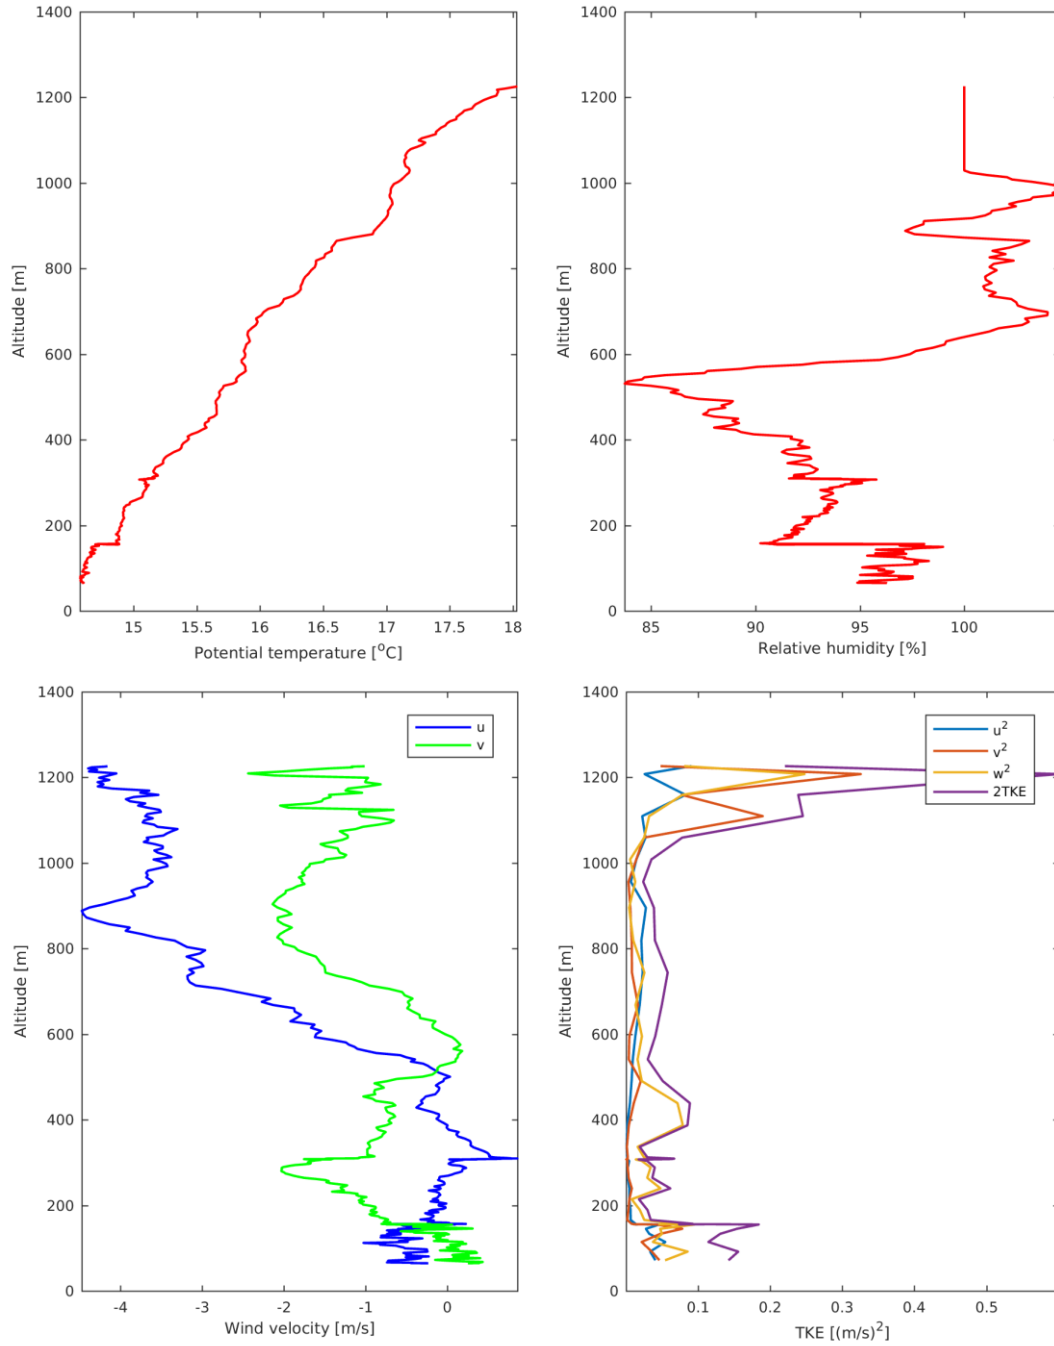 1400
1200
1000
800
600
400
200
0
Altitude [m]
15 15.5 16 16.5 17 17.5 18
Potential temperature [°C]
1400
1200
1000
800
600
400
200
0
Altitude [m]
85 90 95 100
Relative humidity [%]
1400
1200
1000
800
600
400
200
0
Altitude [m]
u
v
-4 -3 -2 -1 0
Wind velocity [m/s]
1400
1200
1000
800
600
400
200
0
Altitude [m]
u²
v²
w²
2TKE
0.1 0.2 0.3 0.4 0.5
TKE [(m/s)²]